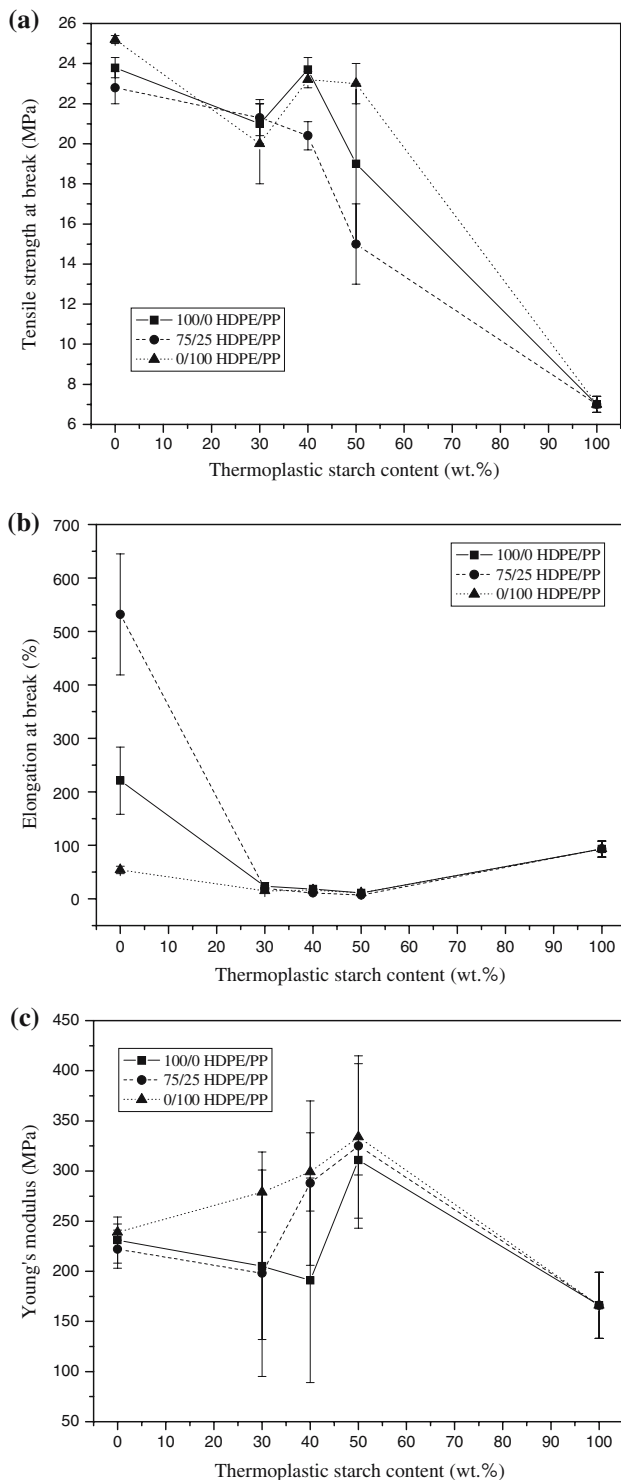 (a)
26
24
22
20
18
16
14
12
10
8
6
Tensile strength at break (MPa)
100/0 HDPE/PP
75/25 HDPE/PP
0/100 HDPE/PP
0 10 20 30 40 50 60 70 80 90 100
Thermoplastic starch content (wt.%)
(b)
700
600
500
400
300
200
100
0
Elongation at break (%)
100/0 HDPE/PP
75/25 HDPE/PP
0/100 HDPE/PP
0 10 20 30 40 50 60 70 80 90 100
Thermoplastic starch content (wt.%)
(c)
450
400
350
300
250
200
150
100
50
Young's modulus (MPa)
100/0 HDPE/PP
75/25 HDPE/PP
0/100 HDPE/PP
0 10 20 30 40 50 60 70 80 90 100
Thermoplastic starch content (wt.%)